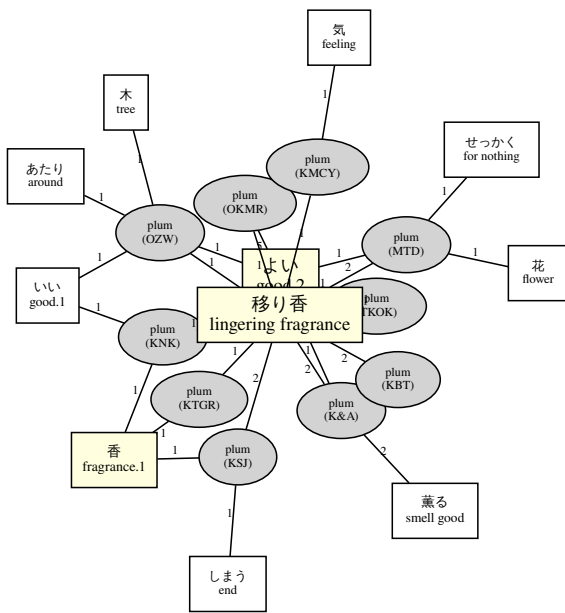 気
feeling
木
tree
せっかく
for nothing
あたり
around
plum
(KMCY)
plum
(OKMR)
plum
(OZW)
plum
(MTD)
花
flower
いい
good.1
よい
good.2
移り香
lingering fragrance
plum
TKOK)
plum
(KNK)
plum
(KBT)
plum
(KTGR)
plum
(K&A)
香
fragrance.1
plum
(KSJ)
薫る
smell good
しまう
end
1
1
1
1
1
1
1
1
1
1
2
1
1
1
1
1
1
2
1
2
2
1
1
2
1